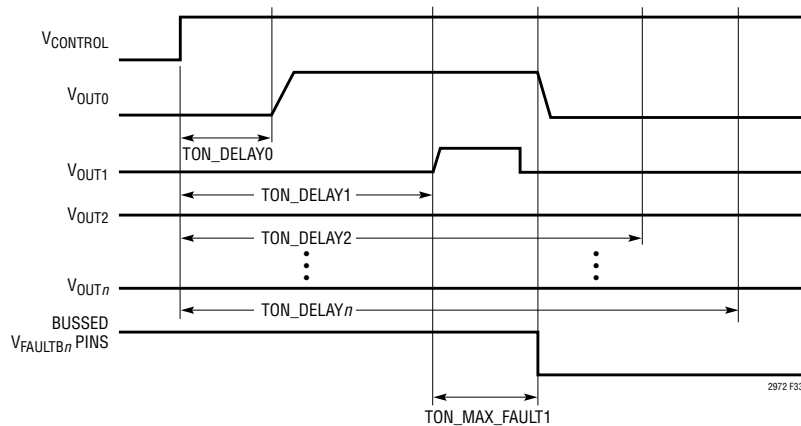 VCONTROL
VOUT0
TON_DELAY0
VOUT1
TON_DELAY1
VOUT2
TON_DELAY2
VOUTn
TON_DELAYn
BUSSED
VFAULTBn PINS
2972 F33
TON_MAX_FAULT1